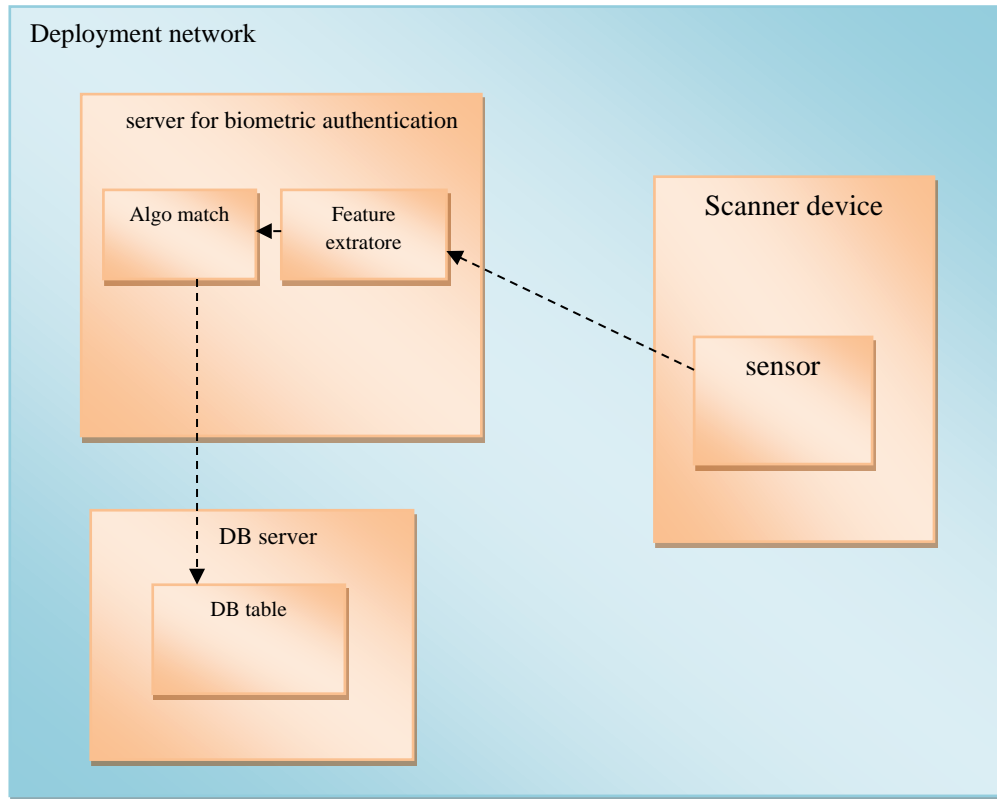 Deployment network
server for biometric authentication
Algo match
Feature
extratore
Scanner device
sensor
DB server
DB table